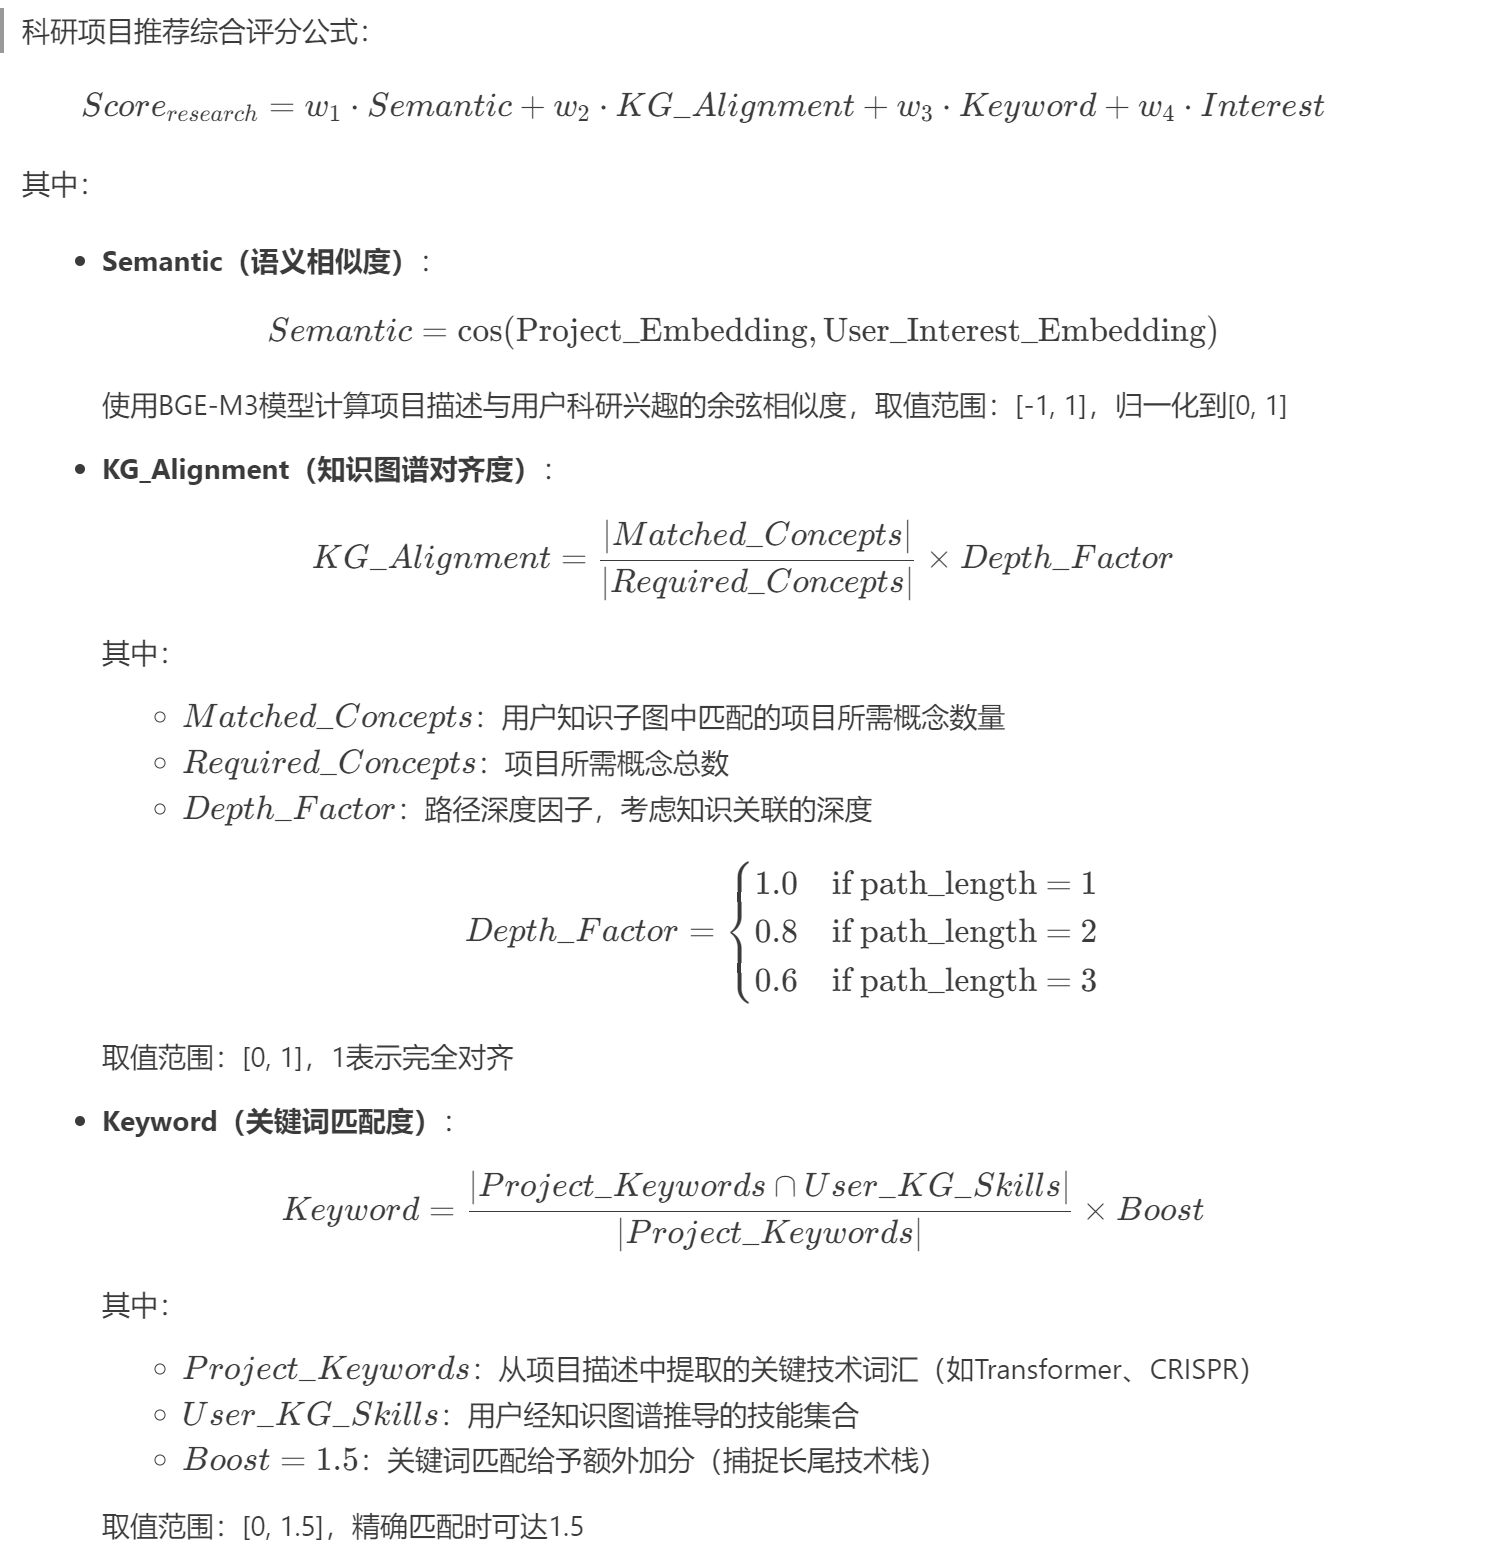 科研项目推荐综合评分公式：
Score_{research} = w_1 · Semantic + w_2 · KG_Alignment + w_3 · Keyword + w_4 · Interest
其中：
• Semantic（语义相似度）：
Semantic = cos(Project_Embedding, User_Interest_Embedding)
使用BGE-M3模型计算项目描述与用户科研兴趣的余弦相似度，取值范围：[-1, 1]，归一化到[0, 1]
• KG_Alignment（知识图谱对齐度）：
KG_Alignment = \frac{|Matched_Concepts|}{|Required_Concepts|} × Depth_Factor
其中：
○ Matched_Concepts：用户知识子图中匹配的项目所需概念数量
○ Required_Concepts：项目所需概念总数
○ Depth_Factor：路径深度因子，考虑知识关联的深度
Depth_Factor = {
1.0 if path_length = 1
0.8 if path_length = 2
0.6 if path_length = 3
取值范围：[0, 1]，1表示完全对齐
• Keyword（关键词匹配度）：
Keyword = \frac{|Project_Keywords ∩ User_KG_Skills|}{|Project_Keywords|} × Boost
其中：
○ Project_Keywords：从项目描述中提取的关键技术词汇（如Transformer、CRISPR）
○ User_KG_Skills：用户经知识图谱推导的技能集合
○ Boost = 1.5：关键词匹配给予额外加分（捕捉长尾技术栈）
取值范围：[0, 1.5]，精确匹配时可达1.5